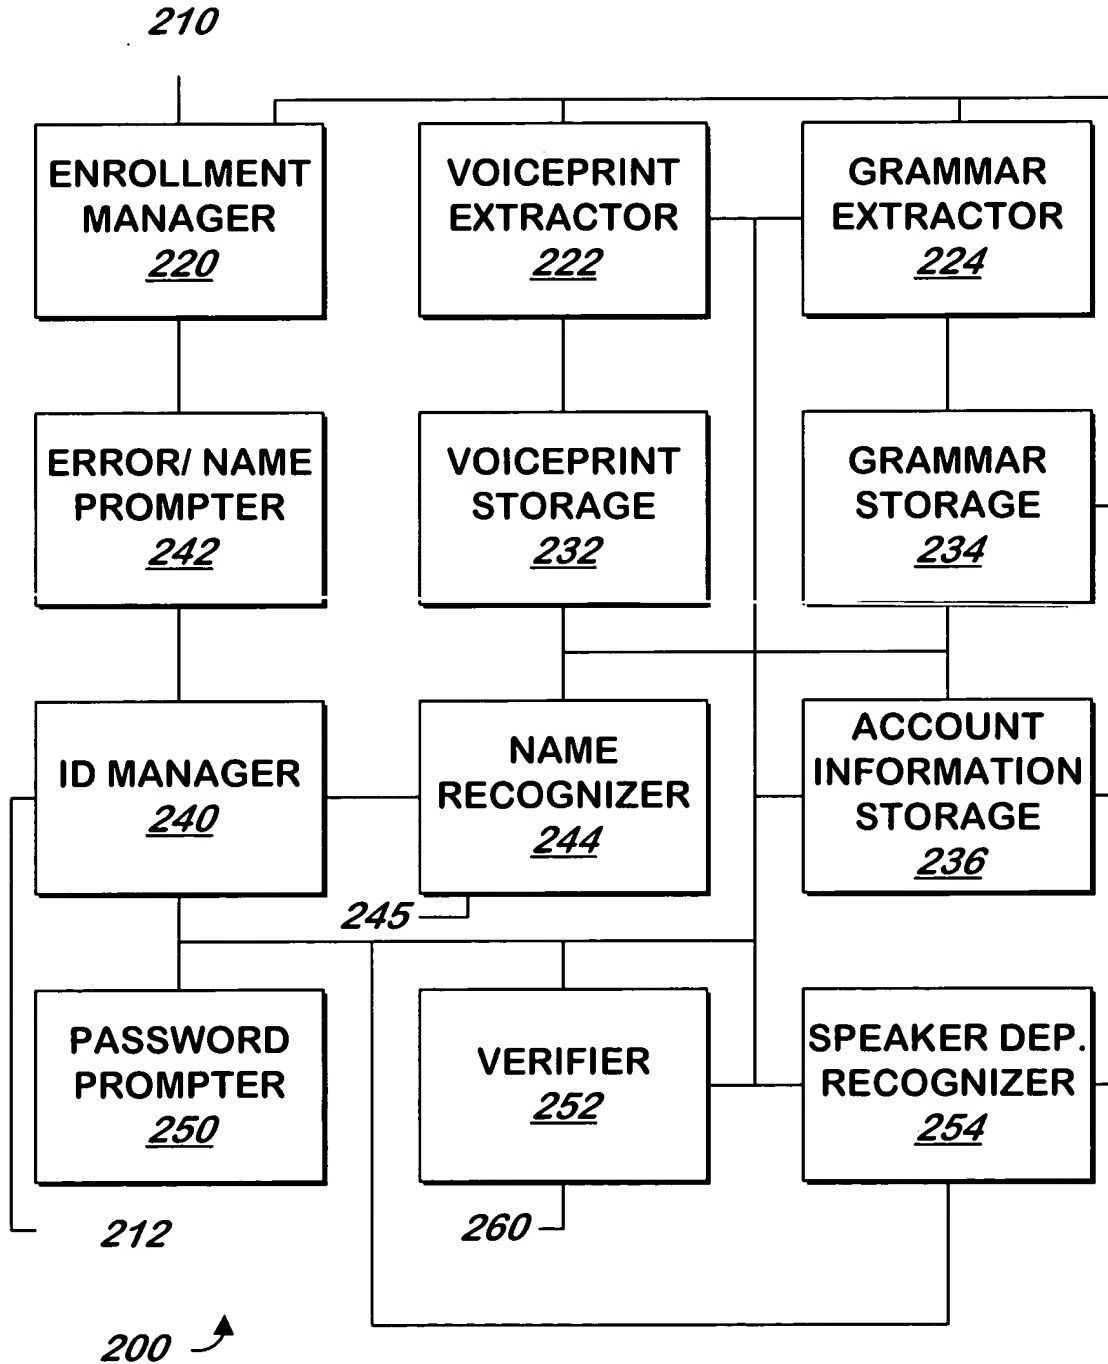 210
ENROLLMENT
MANAGER
220
VOICEPRINT
EXTRACTOR
222
GRAMMAR
EXTRACTOR
224
ERROR/ NAME
PROMPTER
242
VOICEPRINT
STORAGE
232
GRAMMAR
STORAGE
234
ID MANAGER
240
NAME
RECOGNIZER
244
ACCOUNT
INFORMATION
STORAGE
236
245
PASSWORD
PROMPTER
250
VERIFIER
252
SPEAKER DEP.
RECOGNIZER
254
212
260
200